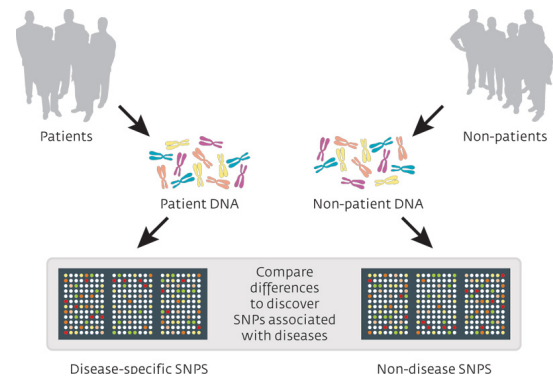 Patients
Non-patients
Patient DNA
Non-patient DNA
Compare
differences
to discover
SNPs associated
with diseases
Disease-specific SNPS
Non-disease SNPS